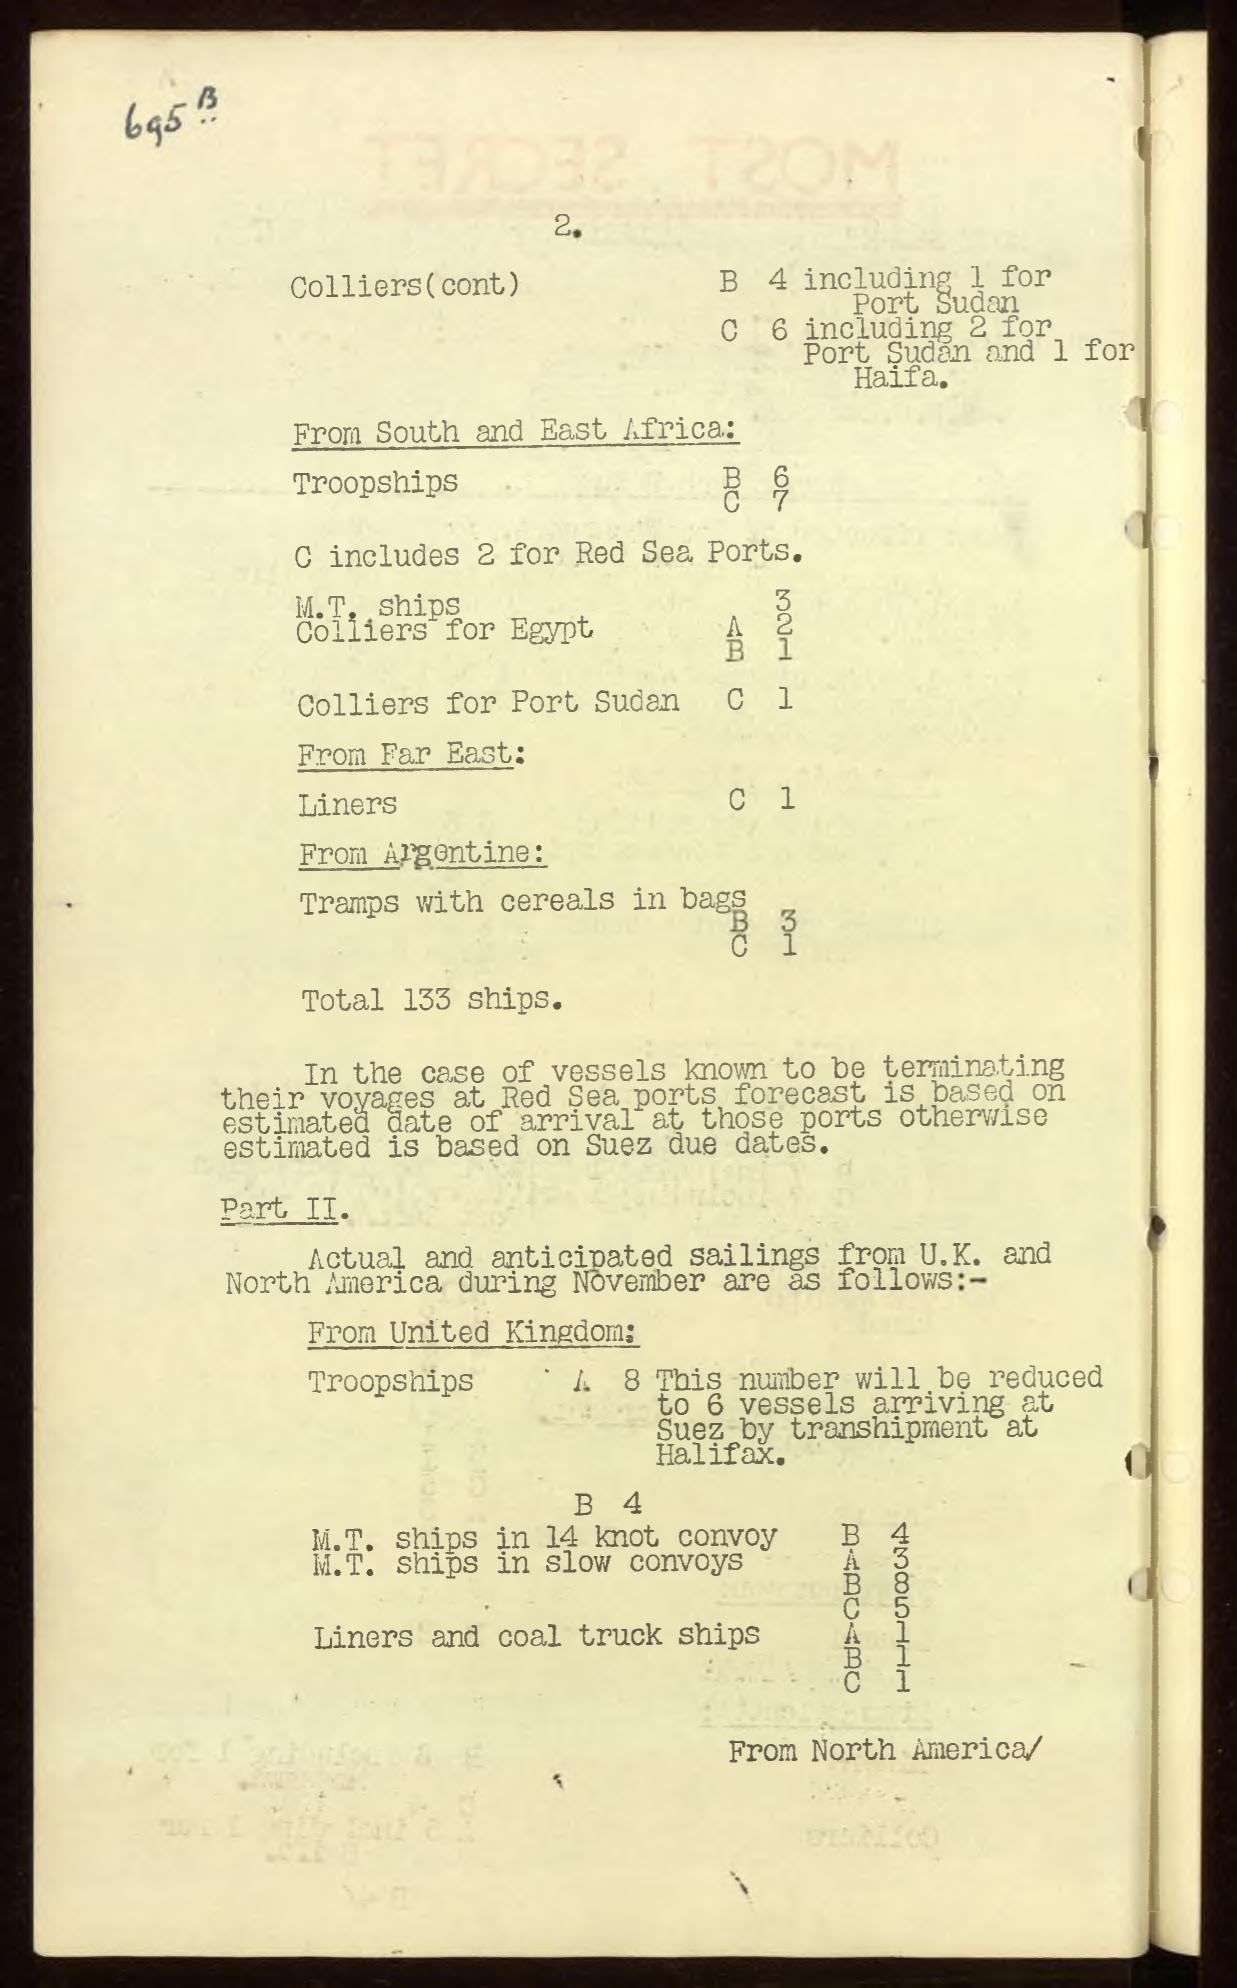 695 B
2.
Colliers(cont) B 4 including 1 for
Port Sudan
C 6 including 2 for
Port Sudan and 1 for
Haifa.
From South and East Africa:
Troopships B 6
C 7
C includes 2 for Red Sea Ports.
M.T. ships 3
Colliers for Egypt A 2
B 1
Colliers for Port Sudan C 1
From Far East:
Liners C 1
From Argentine:
Tramps with cereals in bags
B 3
C 1
Total 133 ships.
In the case of vessels known to be terminating
their voyages at Red Sea ports forecast is based on
estimated date of arrival at those ports otherwise
estimated is based on Suez due dates.
Part II.
Actual and anticipated sailings from U.K. and
North America during November are as follows:-
From United Kingdom:
Troopships A 8 This number will be reduced
to 6 vessels arriving at
Suez by transhipment at
Halifax.
B 4
M.T. ships in 14 knot convoy B 4
M.T. ships in slow convoys A 3
B 8
C 5
Liners and coal truck ships A 1
B 1
C 1
From North America/